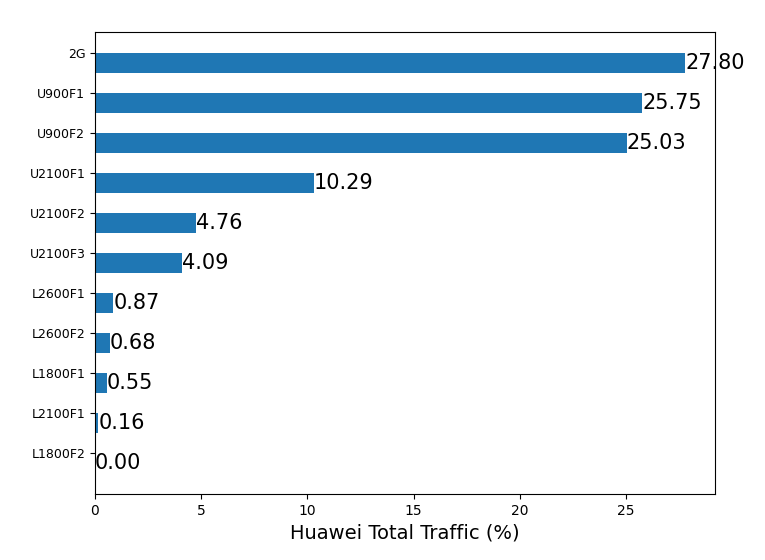 2G 27.80
U900F1 25.75
U900F2 25.03
U2100F1 10.29
U2100F2 4.76
U2100F3 4.09
L2600F1 0.87
L2600F2 0.68
L1800F1 0.55
L2100F1 0.16
L1800F2 0.00
0 5 10 15 20 25
Huawei Total Traffic (%)